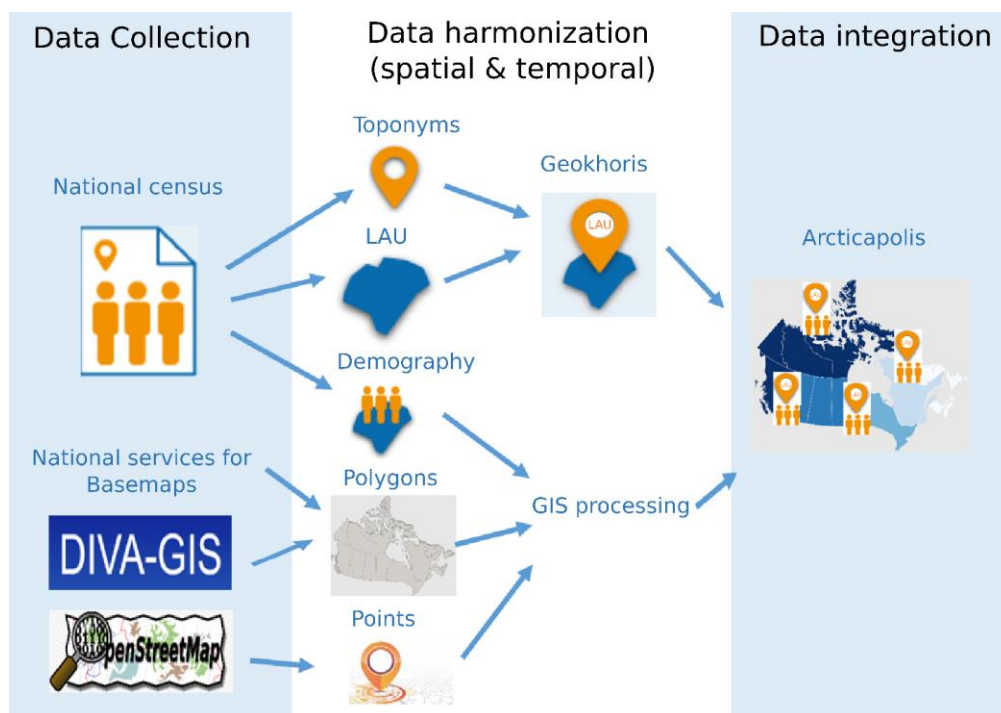 Data Collection
Data harmonization
(spatial & temporal)
Data integration
National census
Toponyms
LAU
Demography
Geokhoris
LAU
Arcticapolis
National services for
Basemaps
DIVA-GIS
penStreetMap
Polygons
Points
GIS processing